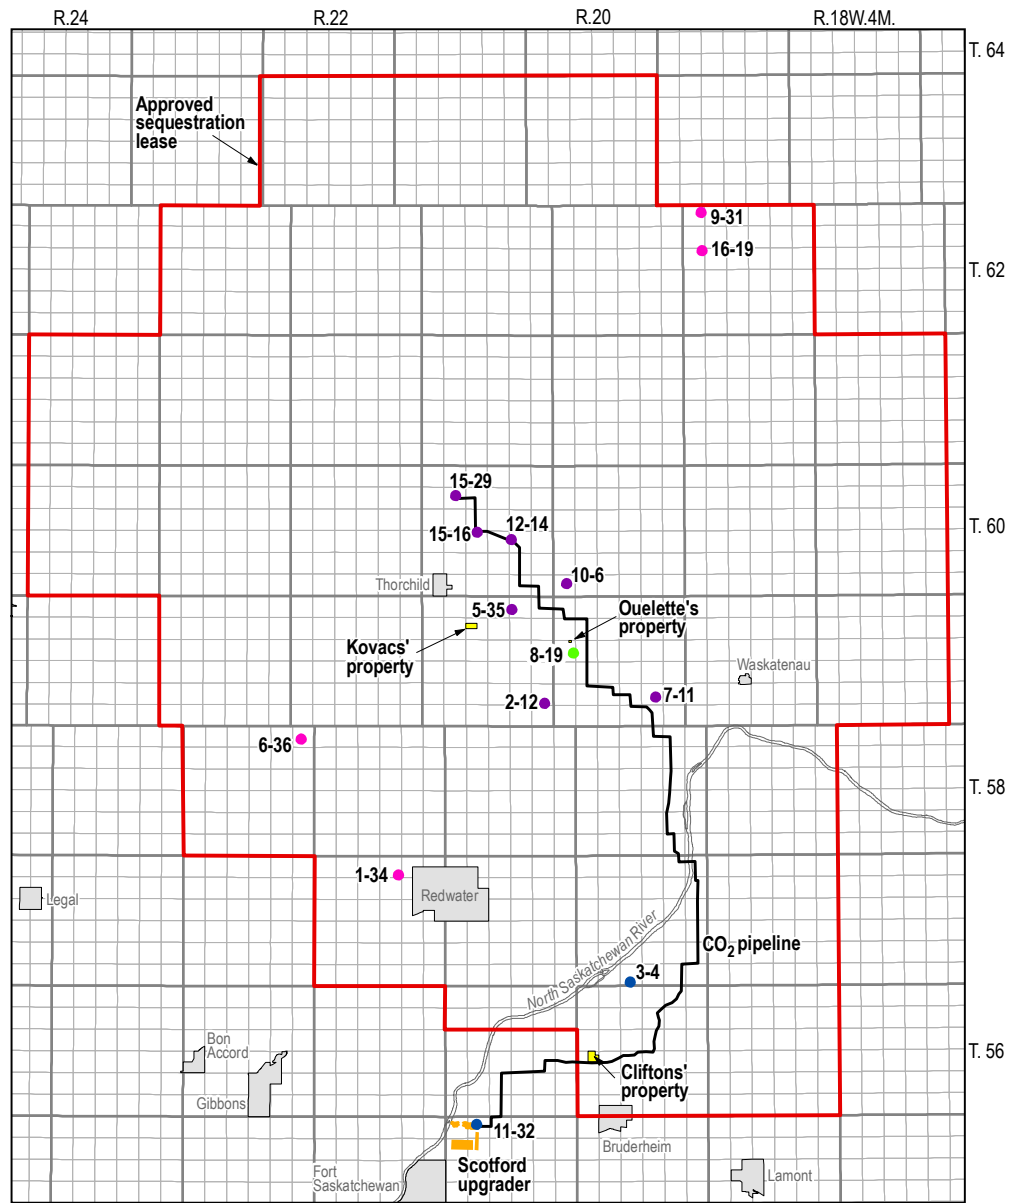 R.24
R.22
R.20
R.18W.4M.
T. 64
Approved
sequestration
lease
9-31
16-19
T. 62
15-29
15-16
12-14
T. 60
10-6
Thorchild
5-35
Ouelette's
property
Kovacs'
property
8-19
Waskatenau
2-12
7-11
6-36
T. 58
1-34
Redwater
Legal
North Saskatchewan River
CO2 pipeline
3-4
Bon
Accord
T. 56
Gibbons
Cliftons'
property
11-32
Bruderheim
Scotford
upgrader
Fort
Saskatchewan
Lamont